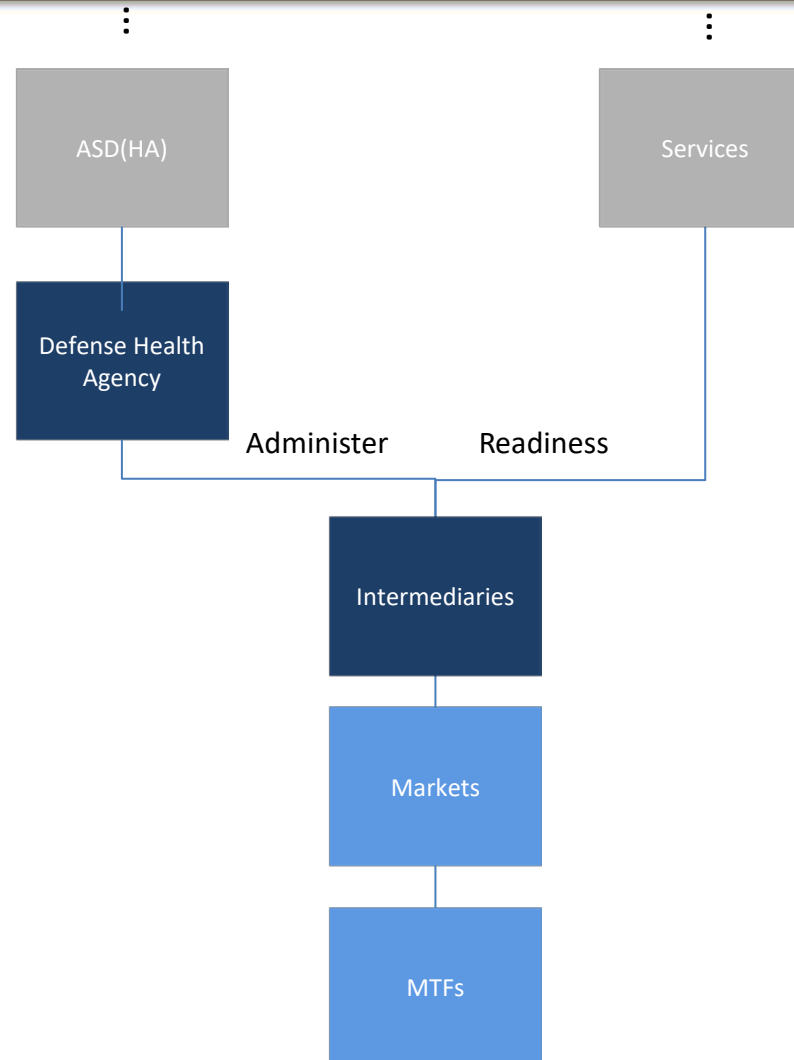 ASD(HA)
Services
Defense Health
Agency
Administer
Readiness
Intermediaries
Markets
MTFs